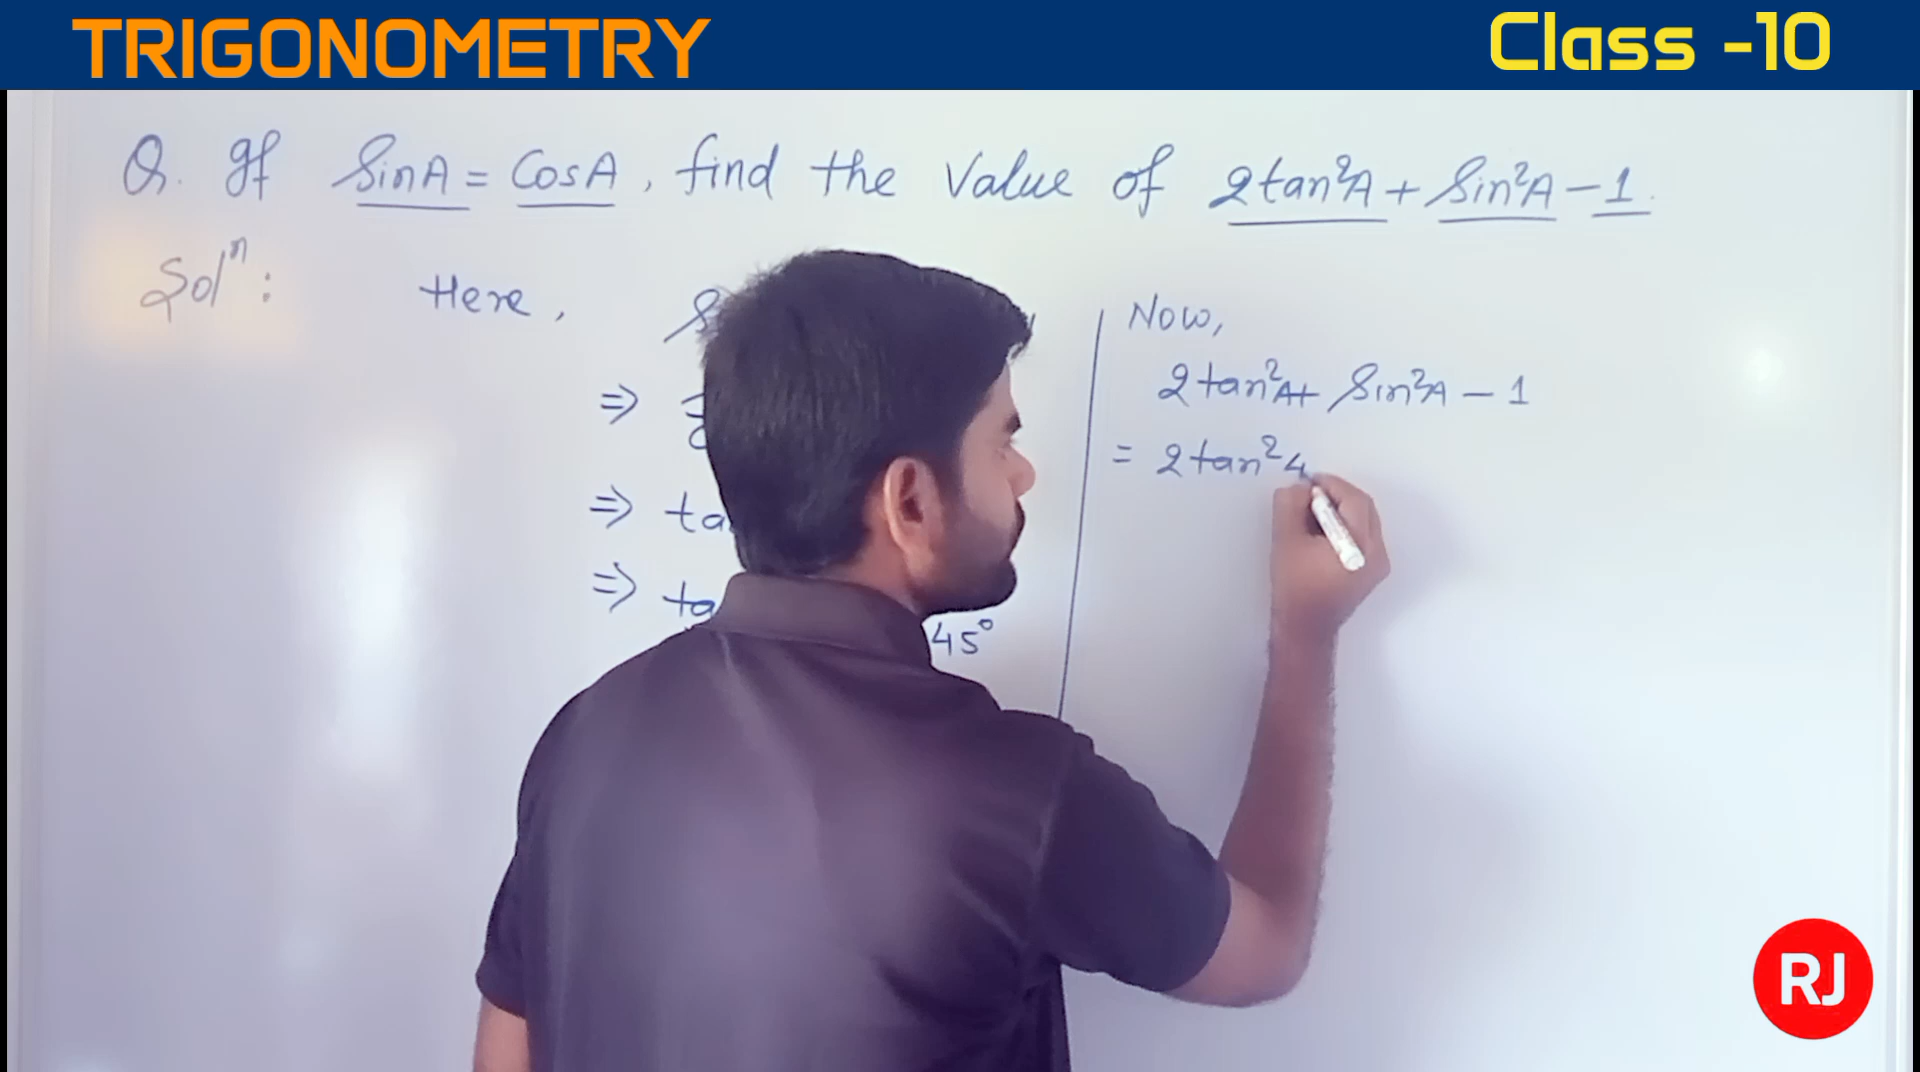 TRIGONOMETRY
Class -10
Q. If SinA = CosA, find the value of 2tan²A + Sin²A - 1.
Solⁿ:
Here,
⇒
⇒ ta
⇒ ta
45°
Now,
2tan²A + Sin²A - 1
= 2tan²4
RJ